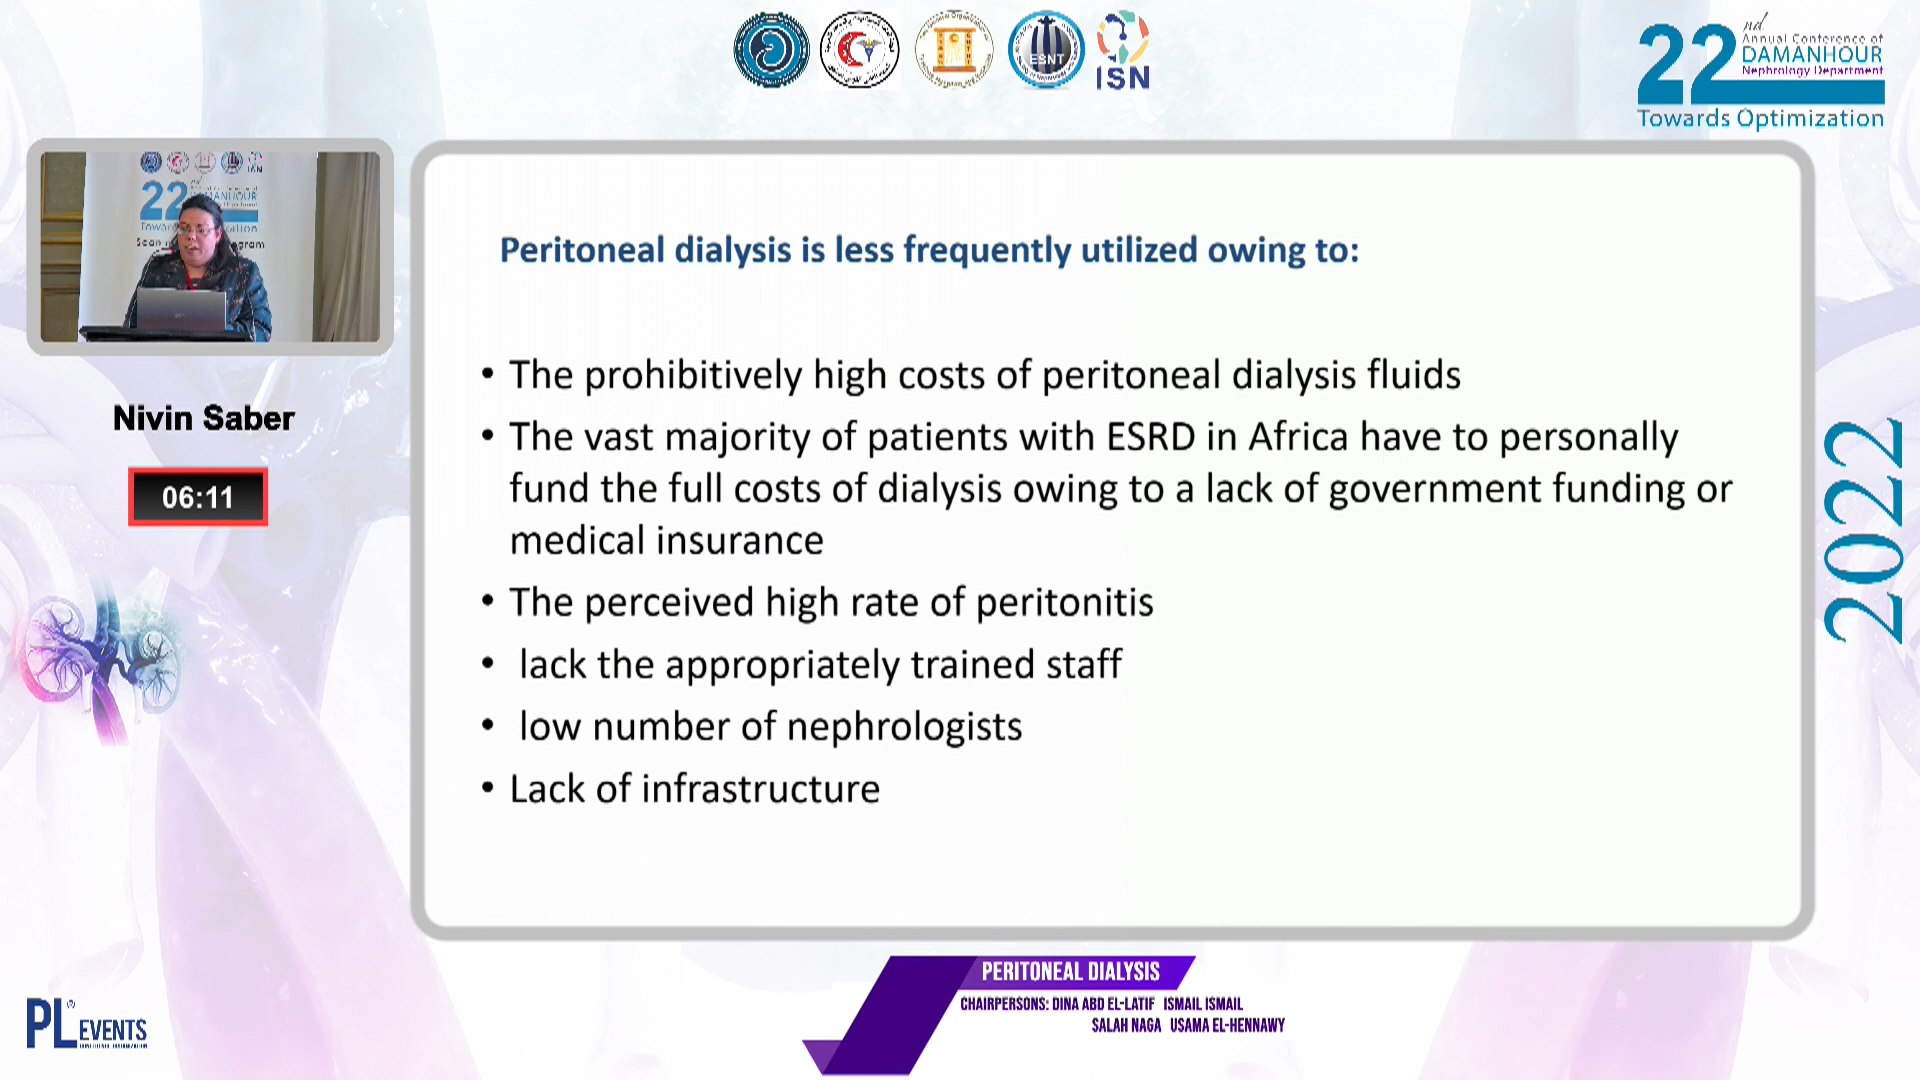 ESNT
ISN
22nd
Annual Conference of
DAMANHOUR
Nephrology Department
Towards Optimization
22
Nivin Saber
06:11
Peritoneal dialysis is less frequently utilized owing to:
• The prohibitively high costs of peritoneal dialysis fluids
• The vast majority of patients with ESRD in Africa have to personally
fund the full costs of dialysis owing to a lack of government funding or
medical insurance
• The perceived high rate of peritonitis
• lack the appropriately trained staff
• low number of nephrologists
• Lack of infrastructure
2022
PERITONEAL DIALYSIS
CHAIRPERSONS: DINA ABD EL-LATIF ISMAIL ISMAIL
SALAH NAGA USAMA EL-HENNAWY
PL® EVENTS